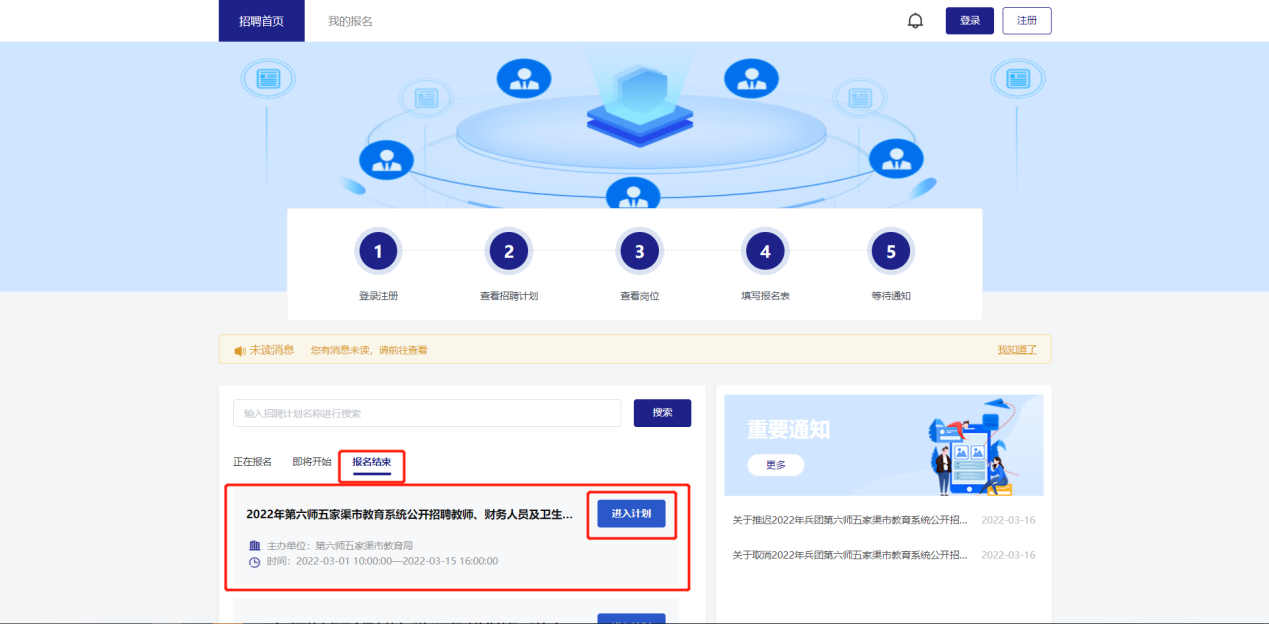 招聘首页
我的报名
登录
注册
1
2
3
4
5
登录注册
查看招聘计划
查看岗位
填写报名表
等待通知
未读消息
您有消息未读，请前往查看
我知道了
输入招聘计划名称进行搜索
搜索
正在报名
即将开始
报名结束
2022年第六师五家渠市教育系统公开招聘教师、财务人员及卫生...
进入计划
主办单位：第六师五家渠市教育局
时间：2022-03-01 10:00:00—2022-03-15 16:00:00
重要通知
更多
关于推迟2022年兵团第六师五家渠市教育系统公开招... 2022-03-16
关于取消2022年兵团第六师五家渠市教育系统公开招... 2022-03-16